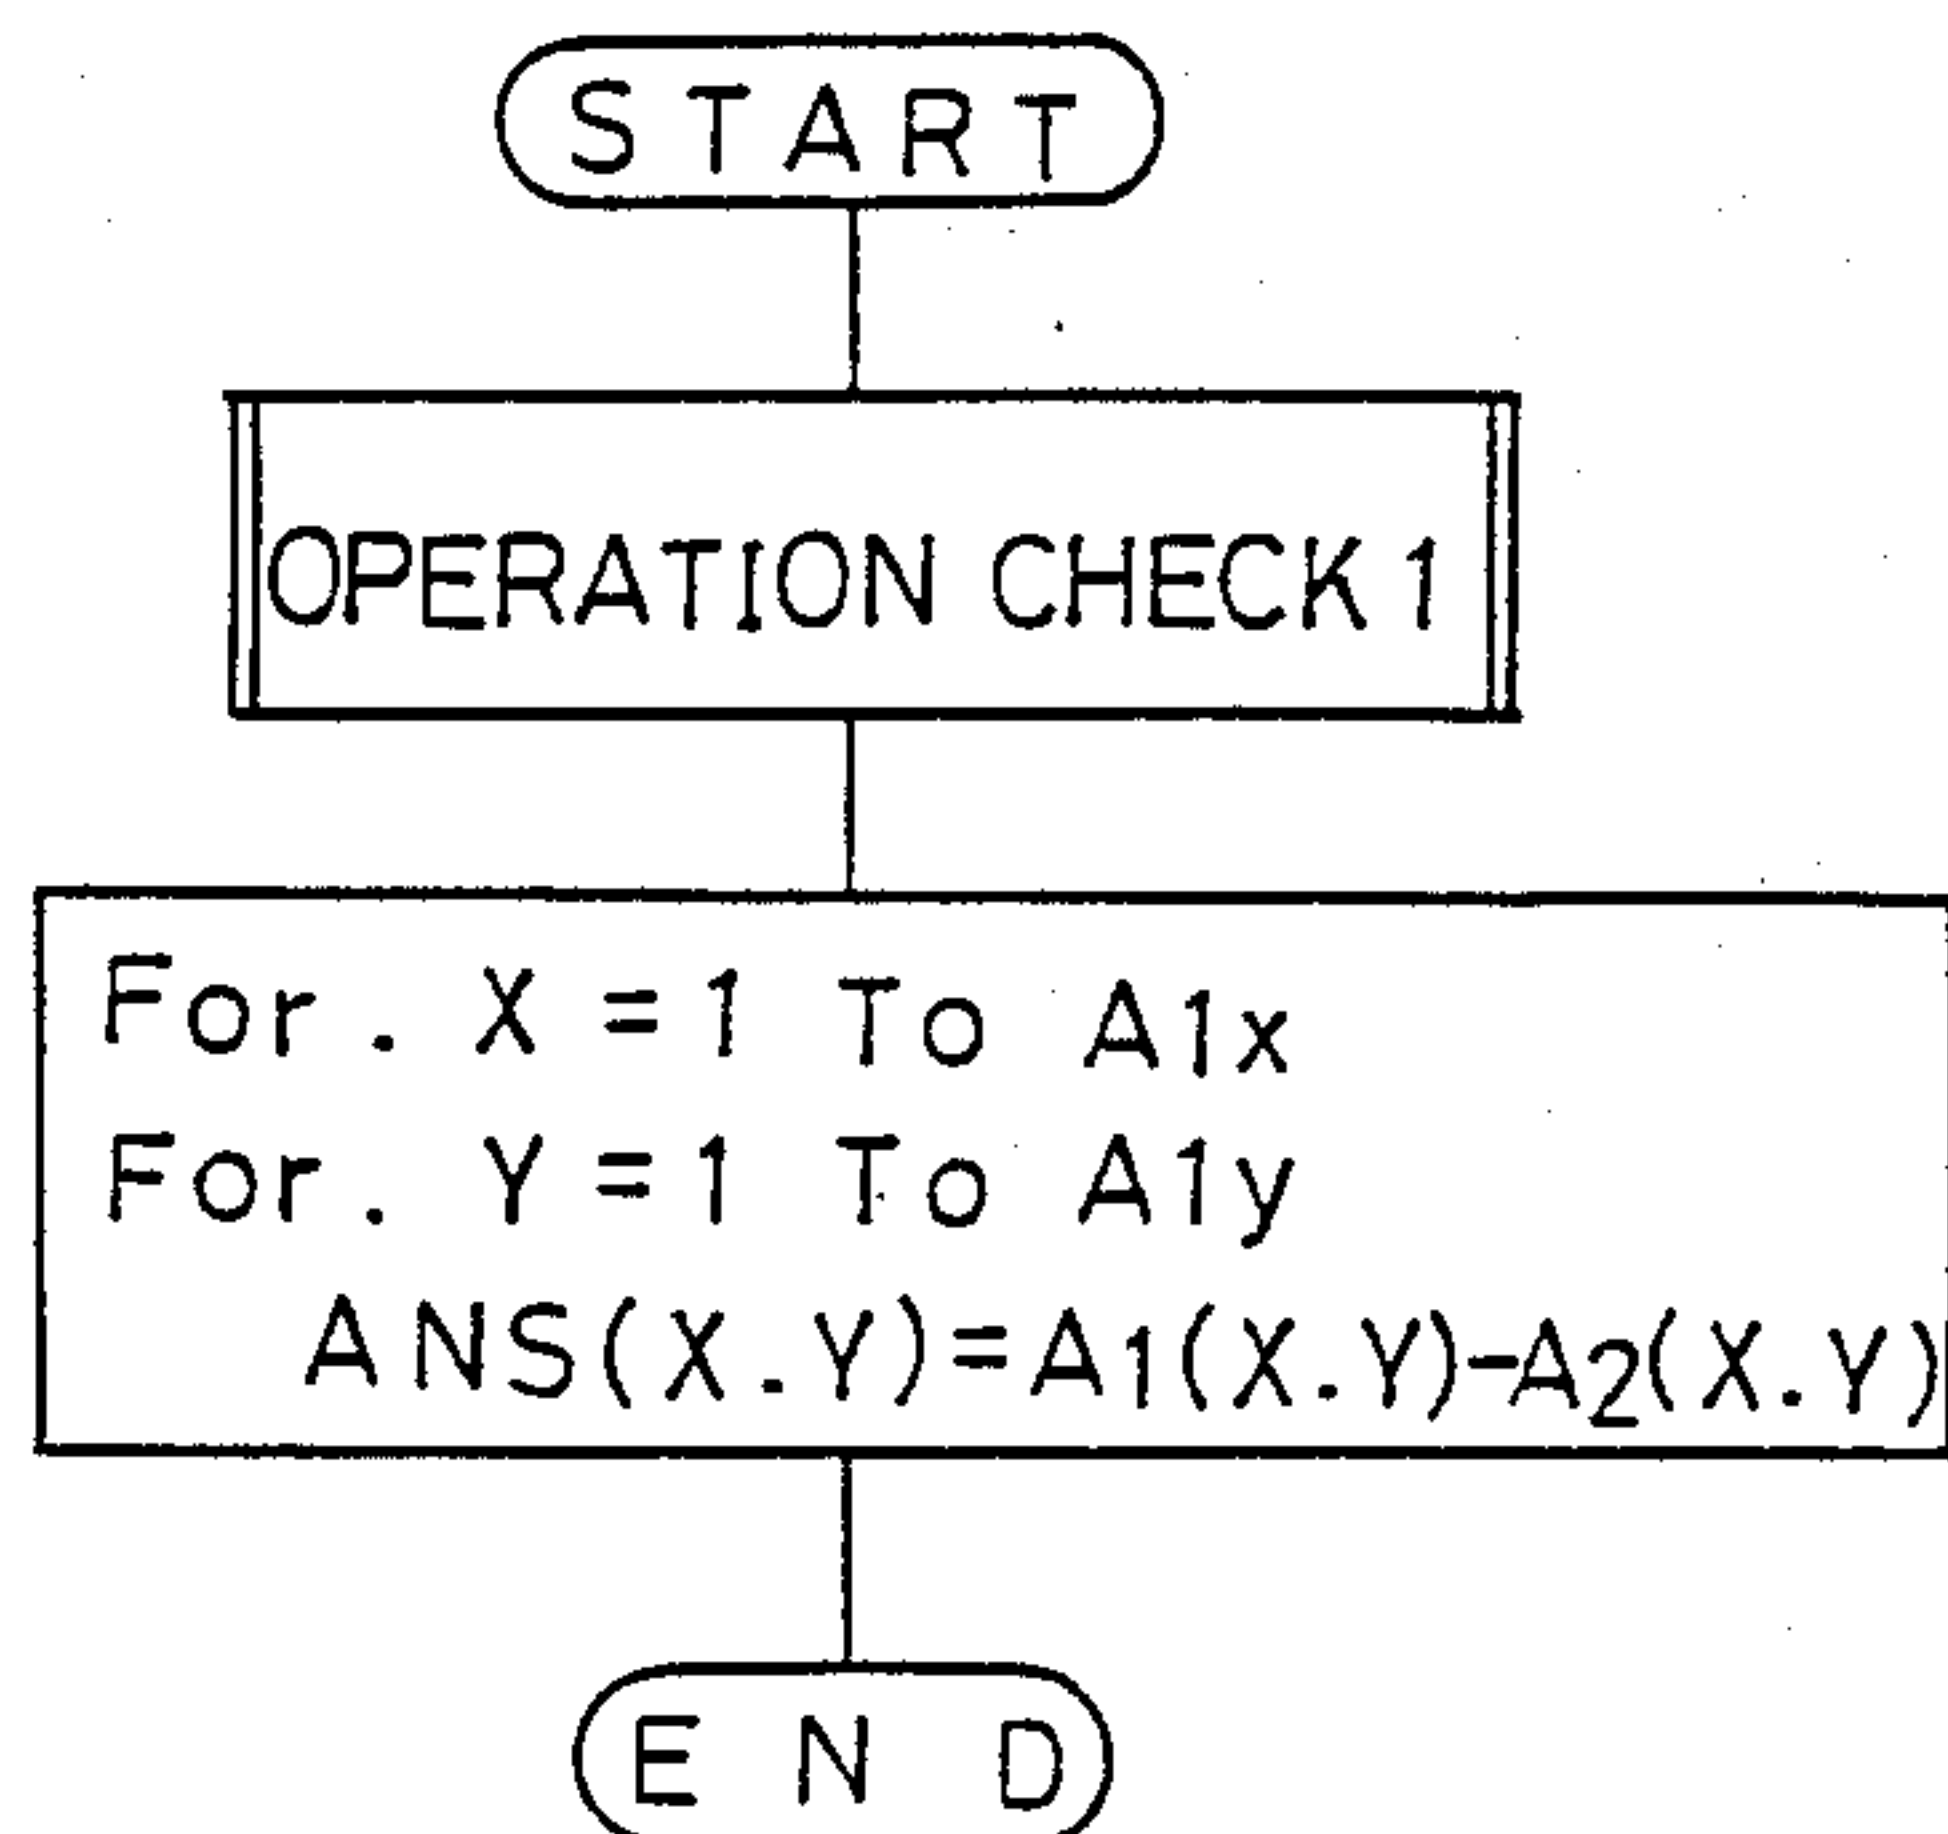 START
OPERATION CHECK 1
For. X = 1 To A1x
For. Y = 1 To A1y
ANS(X.Y)=A1(X.Y)-A2(X.Y)
END